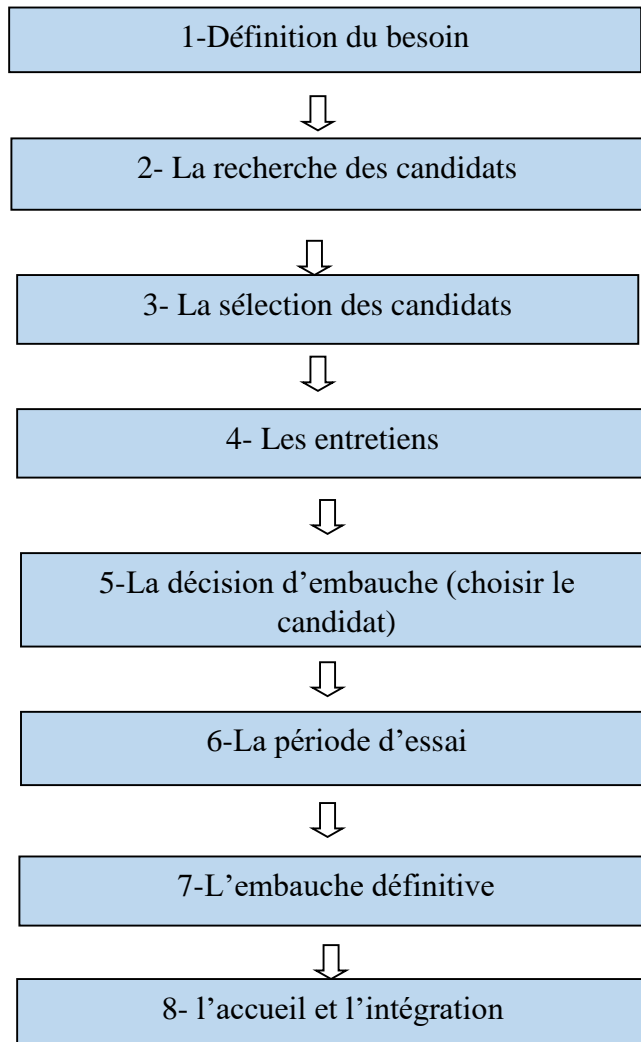 1-Définition du besoin
2- La recherche des candidats
3- La sélection des candidats
4- Les entretiens
5-La décision d’embauche (choisir le
candidat)
6-La période d’essai
7-L’embauche définitive
8- l’accueil et l’intégration